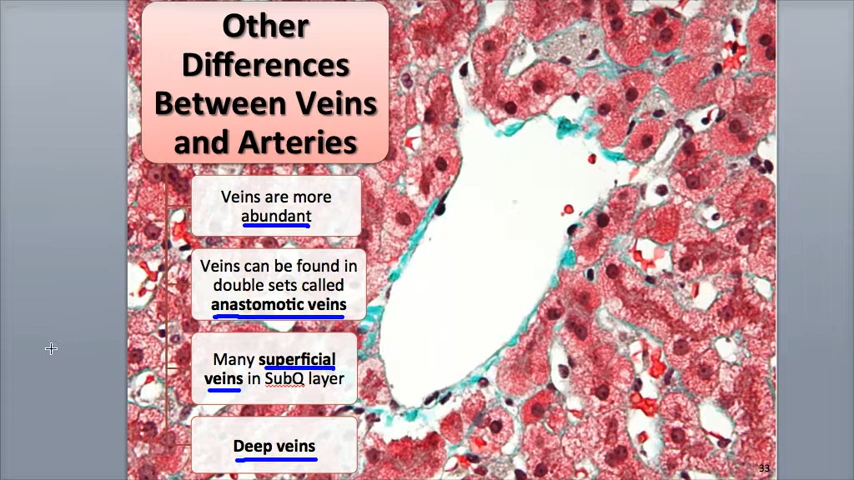 Other
Differences
Between Veins
and Arteries
Veins are more
abundant
Veins can be found in
double sets called
anastomotic veins
Many superficial
veins in SubQ layer
Deep veins
33